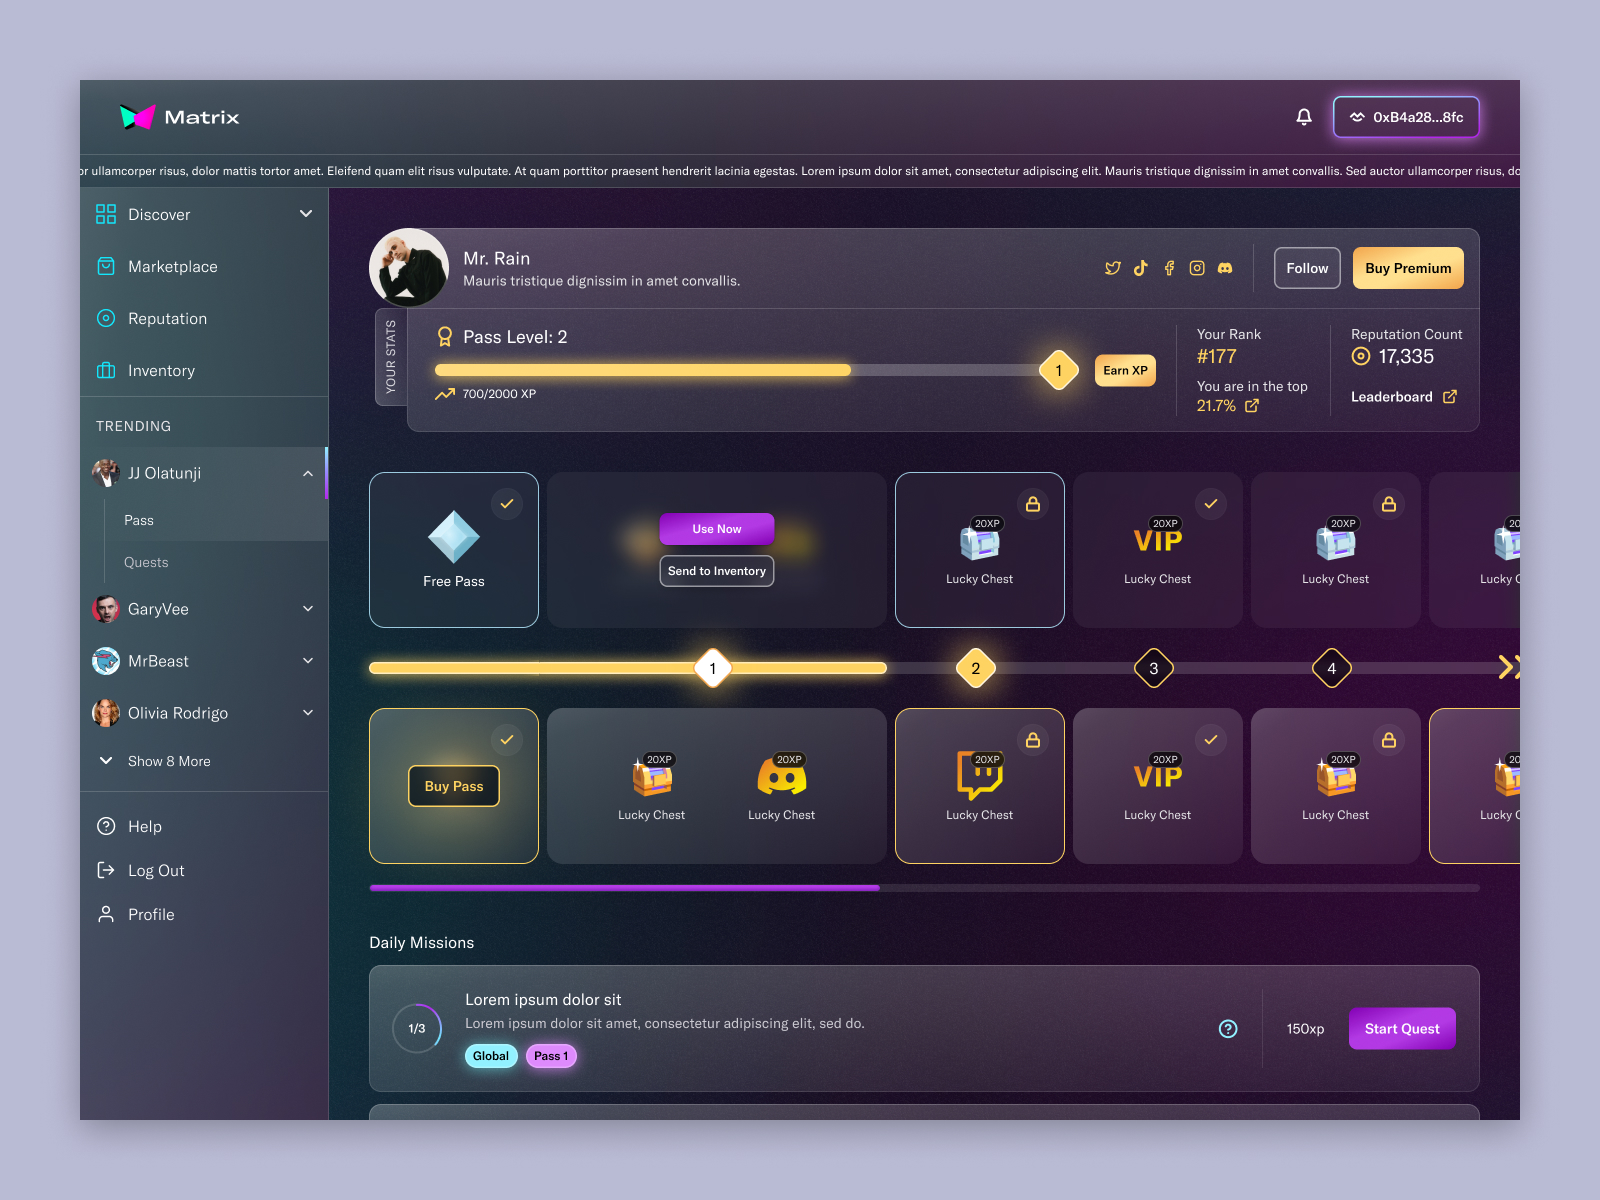 Matrix
0xB4a28...8fc
or ullamcorper risus, dolor mattis tortor amet. Eleifend quam elit risus vulputate. At quam porttitor praesent hendrerit lacinia egestas. Lorem ipsum dolor sit amet, consectetur adipiscing elit. Mauris tristique dignissim in amet convallis. Sed auctor ullamcorper risus, do
Discover
Marketplace
Reputation
Inventory
TRENDING
JJ Olatunji
Pass
Quests
GaryVee
MrBeast
Olivia Rodrigo
Show 8 More
Help
Log Out
Profile
Mr. Rain
Mauris tristique dignissim in amet convallis.
Follow
Buy Premium
YOUR STATS
Pass Level: 2
1
Earn XP
700/2000 XP
Your Rank
#177
You are in the top
21.7%
Reputation Count
17,335
Leaderboard
Free Pass
Use Now
Send to Inventory
20XP
Lucky Chest
20XP
VIP
Lucky Chest
20XP
Lucky Chest
20
Lucky C
1
2
3
4
Buy Pass
20XP
Lucky Chest
20XP
Lucky Chest
20XP
Lucky Chest
20XP
VIP
Lucky Chest
20XP
Lucky Chest
20
Lucky C
Daily Missions
1/3
Lorem ipsum dolor sit
Lorem ipsum dolor sit amet, consectetur adipiscing elit, sed do.
Global
Pass 1
150xp
Start Quest